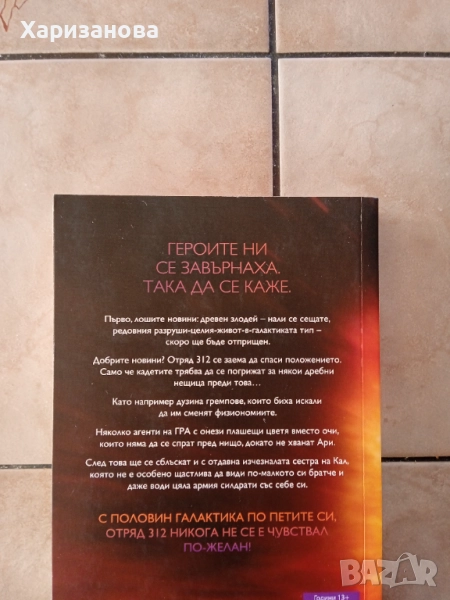 Харизанова
ГЕРОИТЕ НИ
СЕ ЗАВЪРНАХА.
ТАКА ДА СЕ КАЖЕ.
Първо, лошите новини: древен злодей – нали се сещате,
редовния разруши-целия-живот-в-галактиката тип –
скоро ще бъде отприщен.
Добрите новини? Отряд 312 се заема да спаси положението.
Само че кадетите трябва да се погрижат за някои дребни
нещица преди това...
Като например дузина гремпове, които биха искали
да им сменят физиономиите.
Няколко агенти на ГРА с онези плашещи цветя вместо очи,
които няма да се спрат пред нищо, докато не хванат Ари.
След това ще се сблъскат и с отдавна изчезналата сестра на Кал,
която не е особено щастлива да види по-малкото си братче и
даже води цяла армия силдрати със себе си.
С ПОЛОВИН ГАЛАКТИКА ПО ПЕТИТЕ СИ,
ОТРЯД 312 НИКОГА НЕ СЕ Е ЧУВСТВАЛ
ПО-ЖЕЛАН!
Години 13+
BAZAR